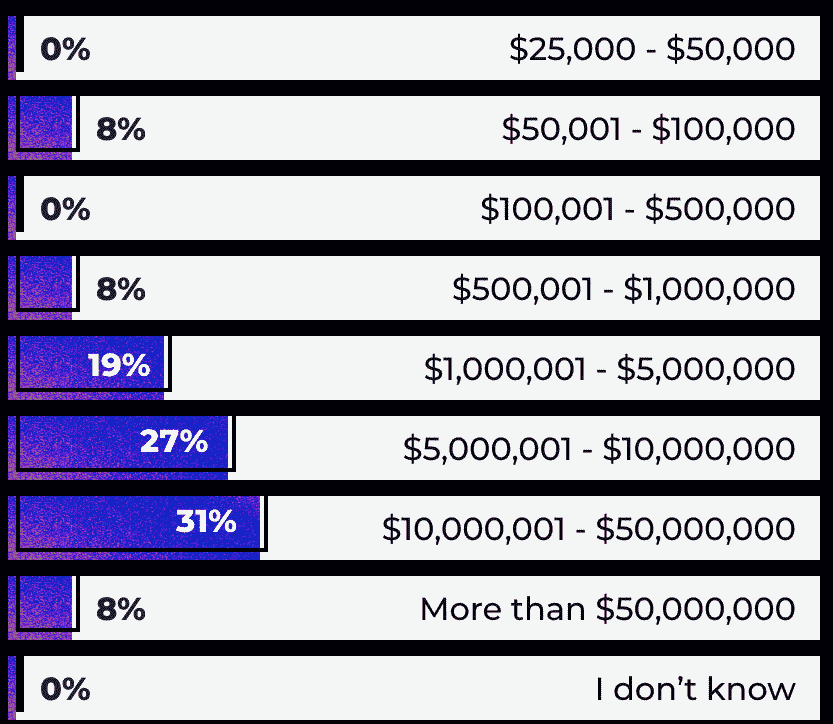 0% $25,000 - $50,000
8% $50,001 - $100,000
0% $100,001 - $500,000
8% $500,001 - $1,000,000
19% $1,000,001 - $5,000,000
27% $5,000,001 - $10,000,000
31% $10,000,001 - $50,000,000
8% More than $50,000,000
0% I don’t know